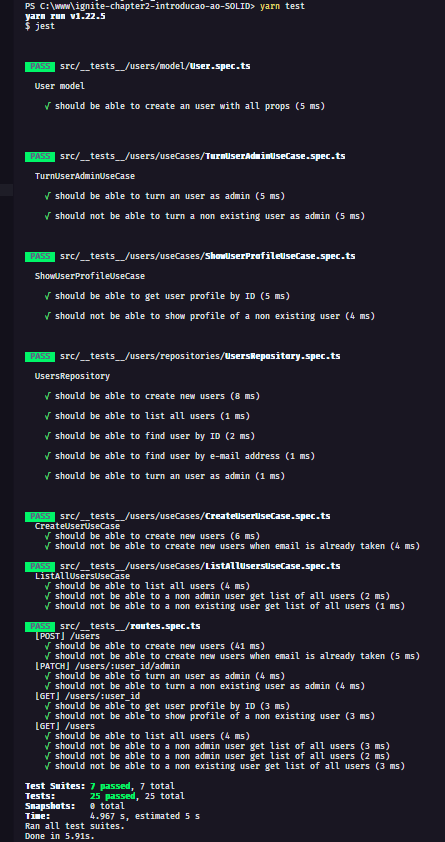 PS C:\www\ignite-chapter2-introducao-ao-SOLID> yarn test
yarn run v1.22.5
$ jest
PASS src/__tests__/users/model/User.spec.ts
User model
√ should be able to create an user with all props (5 ms)
PASS src/__tests__/users/useCases/TurnUserAdminUseCase.spec.ts
TurnUserAdminUseCase
√ should be able to turn an user as admin (5 ms)
√ should not be able to turn a non existing user as admin (5 ms)
PASS src/__tests__/users/useCases/ShowUserProfileUseCase.spec.ts
ShowUserProfileUseCase
√ should be able to get user profile by ID (5 ms)
√ should not be able to show profile of a non existing user (4 ms)
PASS src/__tests__/users/repositories/UsersRepository.spec.ts
UsersRepository
√ should be able to create new users (8 ms)
√ should be able to list all users (1 ms)
√ should be able to find user by ID (2 ms)
√ should be able to find user by e-mail address (1 ms)
√ should be able to turn an user as admin (1 ms)
PASS src/__tests__/users/useCases/CreateUserUseCase.spec.ts
CreateUserUseCase
√ should be able to create new users (6 ms)
√ should not be able to create new users when email is already taken (4 ms)
PASS src/__tests__/users/useCases/ListAllUsersUseCase.spec.ts
ListAllUsersUseCase
√ should be able to list all users (4 ms)
√ should not be able to a non admin user get list of all users (2 ms)
√ should not be able to a non existing user get list of all users (1 ms)
PASS src/__tests__/routes.spec.ts
[POST] /users
√ should be able to create new users (41 ms)
√ should not be able to create new users when email is already taken (5 ms)
[PATCH] /users/:user_id/admin
√ should be able to turn an user as admin (4 ms)
√ should not be able to turn a non existing user as admin (4 ms)
[GET] /users/:user_id
√ should be able to get user profile by ID (3 ms)
√ should not be able to show profile of a non existing user (3 ms)
[GET] /users
√ should be able to list all users (4 ms)
√ should not be able to a non admin user get list of all users (3 ms)
√ should not be able to a non admin user get list of all users (2 ms)
√ should not be able to a non existing user get list of all users (3 ms)
Test Suites: 7 passed, 7 total
Tests: 25 passed, 25 total
Snapshots: 0 total
Time: 4.967 s, estimated 5 s
Ran all test suites.
Done in 5.91s.